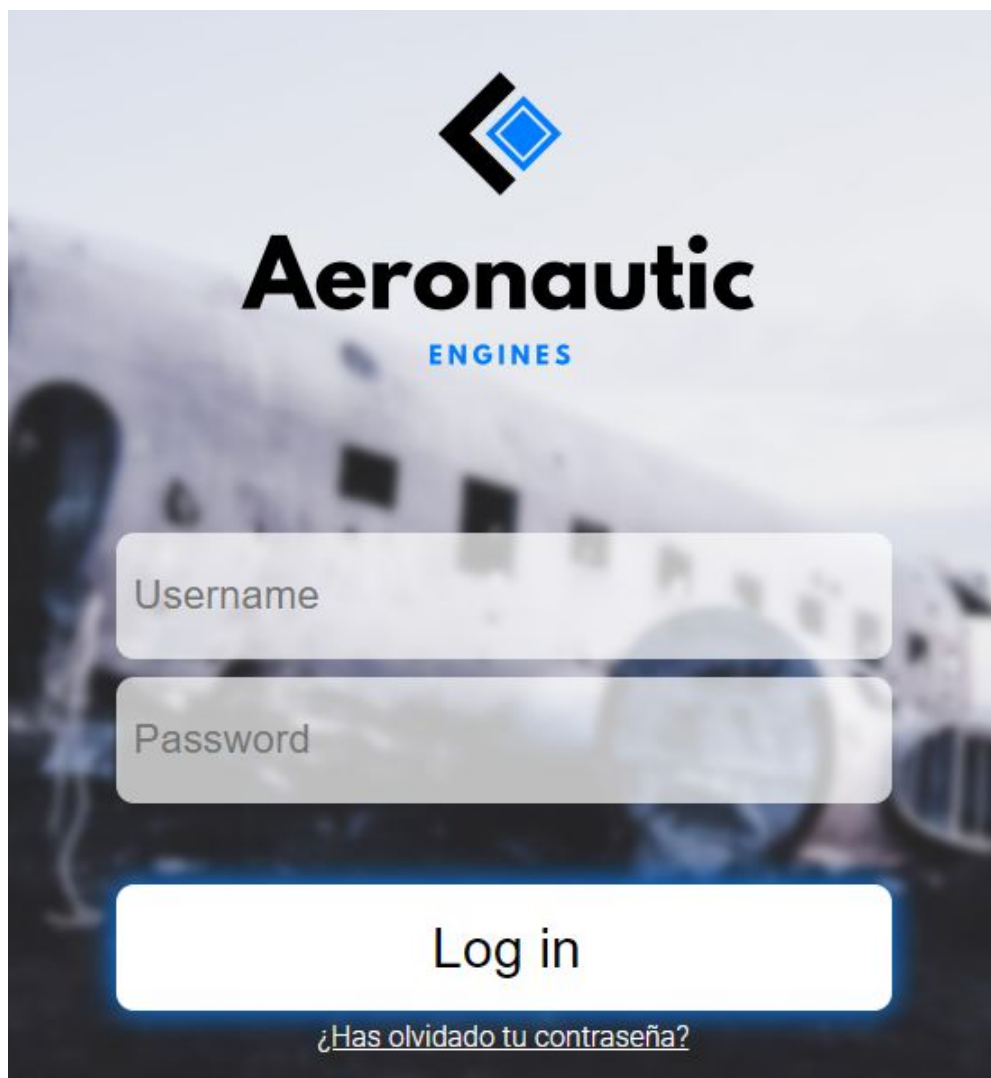 Aeronautic
ENGINES
Username
Password
Log in
¿Has olvidado tu contraseña?